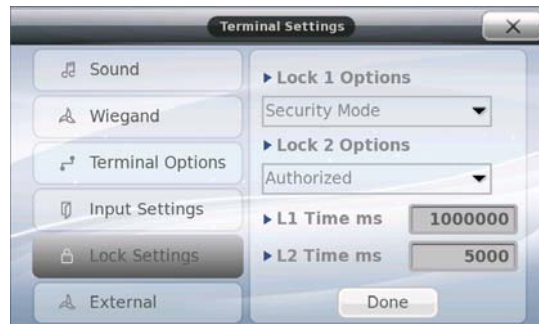 Terminal Settings
Sound
Wiegand
Terminal Options
Input Settings
Lock Settings
External
Lock 1 Options
Security Mode
Lock 2 Options
Authorized
L1 Time ms 1000000
L2 Time ms 5000
Done